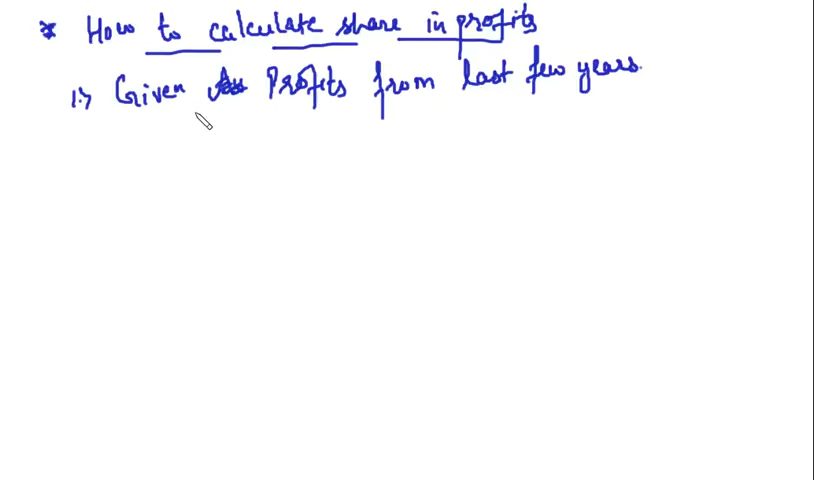 * How to calculate share in profits
1.> Given Profits from last few years.